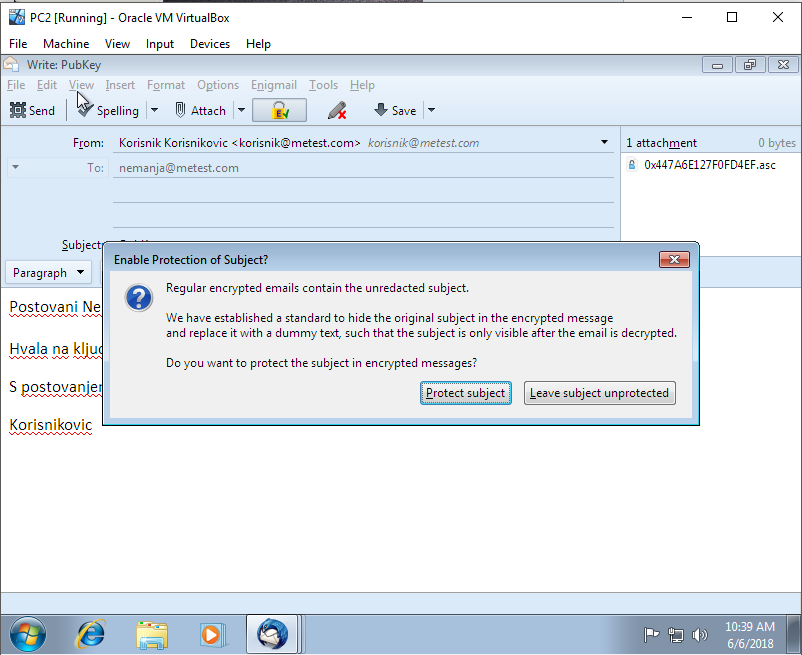 PC2 [Running] - Oracle VM VirtualBox
File Machine View Input Devices Help
Write: PubKey
File Edit View Insert Format Options Enigmail Tools Help
Send Spelling Attach Save
From: Korisnik Korisnikovic <korisnik@metest.com> korisnik@metest.com
1 attachment 0 bytes
To: nemanja@metest.com
0x447A6E127F0FD4EF.asc
Subject:
Enable Protection of Subject?
Paragraph
Regular encrypted emails contain the unredacted subject.
Postovani Ne
We have established a standard to hide the original subject in the encrypted message
and replace it with a dummy text, such that the subject is only visible after the email is decrypted.
Hvala na kljuc
Do you want to protect the subject in encrypted messages?
S postovanjem
Protect subject Leave subject unprotected
Korisnikovic
10:39 AM
6/6/2018